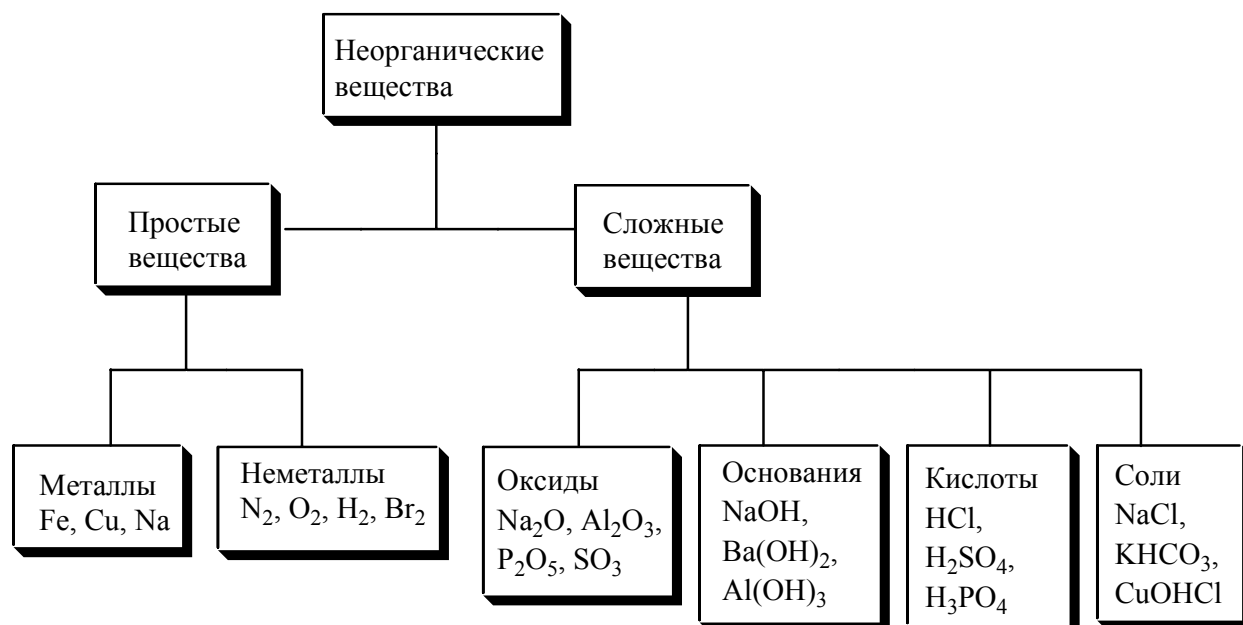 Неорганические
вещества
Простые
вещества
Сложные
вещества
Металлы
Fe, Cu, Na
Неметаллы
N₂, O₂, H₂, Br₂
Оксиды
Na₂O, Al₂O₃,
P₂O₅, SO₃
Основания
NaOH,
Ba(OH)₂,
Al(OH)₃
Кислоты
HCl,
H₂SO₄,
H₃PO₄
Соли
NaCl,
KHCO₃,
CuOHCl